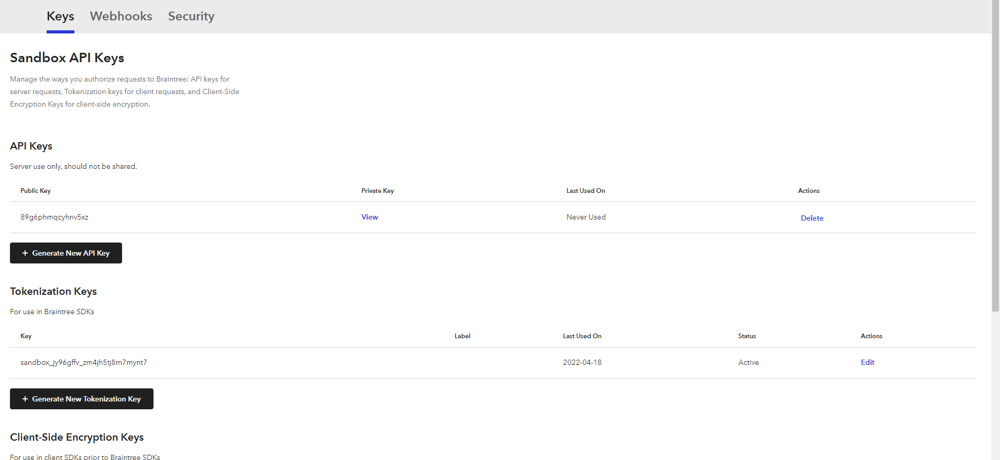 Keys Webhooks Security
Sandbox API Keys
Manage the ways you authorize requests to Braintree: API keys for
server requests, Tokenization keys for client requests, and Client-Side
Encryption Keys for client-side encryption.
API Keys
Server use only, should not be shared.
Public Key Private Key Last Used On Actions
89g6phmqcyhnv5xz View Never Used Delete
+ Generate New API Key
Tokenization Keys
For use in Braintree SDKs
Key Label Last Used On Status Actions
sandbox_jy96gffv_zm4jh5tj8m7mynt7 2022-04-18 Active Edit
+ Generate New Tokenization Key
Client-Side Encryption Keys
For use in client SDKs prior to Braintree SDKs